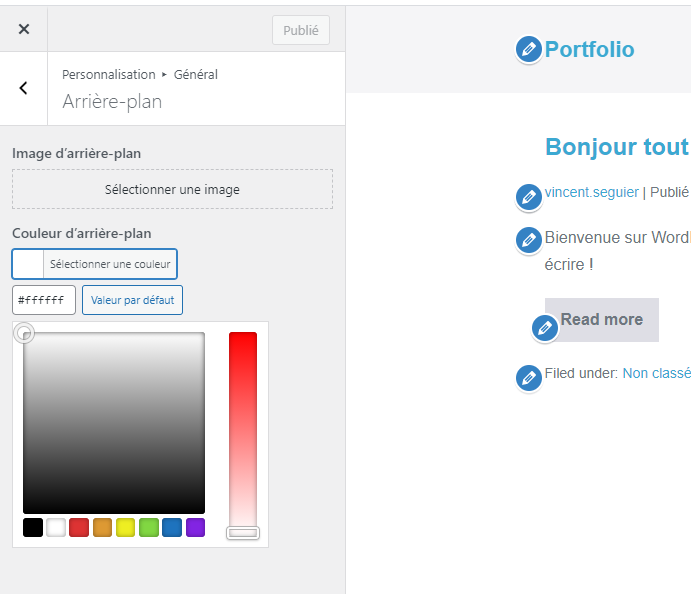 Publié
Personnalisation ▸ Général
Arrière-plan
Image d’arrière-plan
Sélectionner une image
Couleur d’arrière-plan
Sélectionner une couleur
#ffffff
Valeur par défaut
Portfolio
Bonjour tout
vincent.seguier | Publié
Bienvenue sur Word
écrire !
Read more
Filed under: Non classé